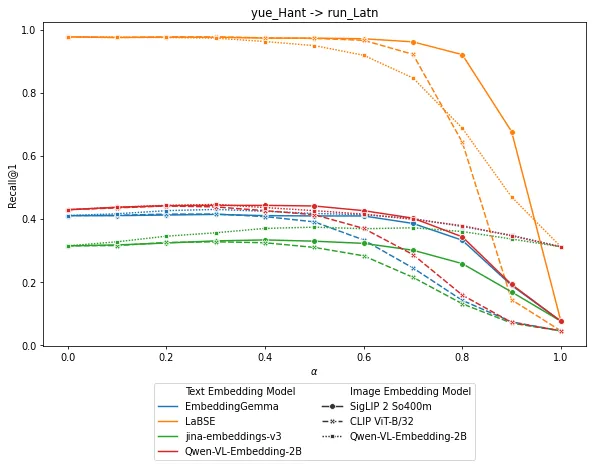 yue_Hant -> run_Latn
Recall@1
1.0
0.8
0.6
0.4
0.2
0.0
0.0 0.2 0.4 0.6 0.8 1.0
α
Text Embedding Model Image Embedding Model
EmbeddingGemma SigLIP 2 So400m
LaBSE CLIP ViT-B/32
jina-embeddings-v3 Qwen-VL-Embedding-2B
Qwen-VL-Embedding-2B